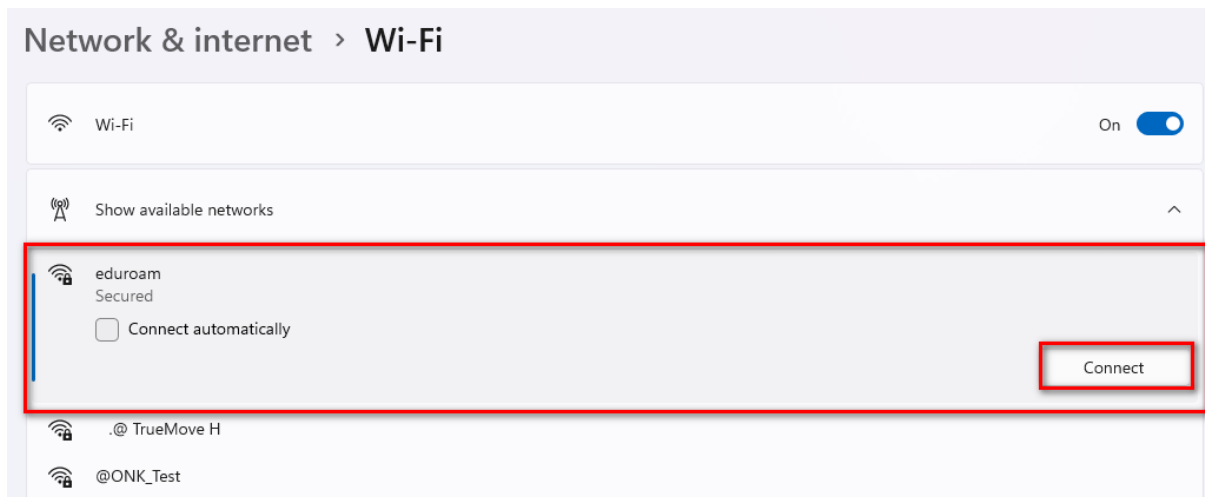 Network & internet > Wi-Fi
Wi-Fi On
Show available networks
eduroam
Secured
Connect automatically
Connect
.@ TrueMove H
@ONK_Test